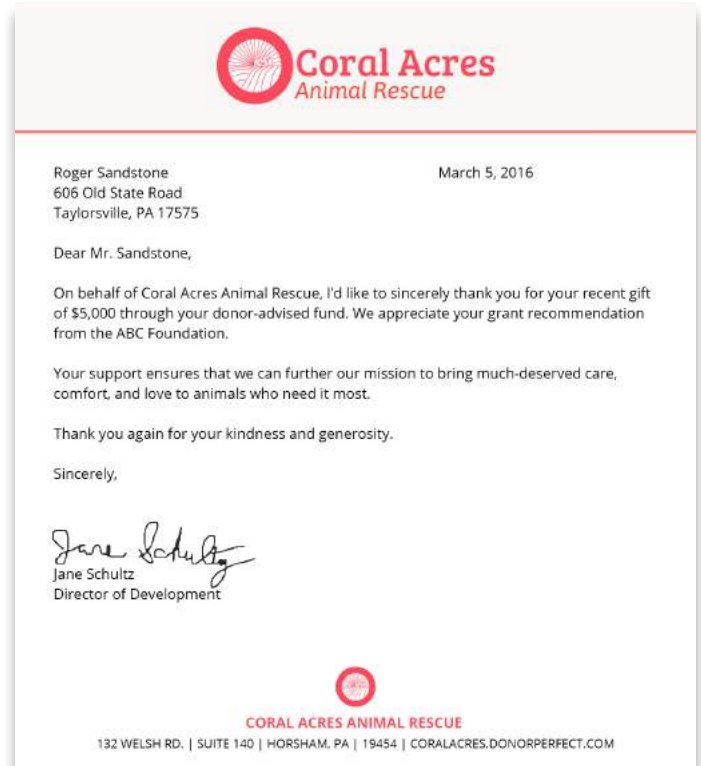 Coral Acres
Animal Rescue
Roger Sandstone
March 5, 2016
606 Old State Road
Taylorsville, PA 17575
Dear Mr. Sandstone,
On behalf of Coral Acres Animal Rescue, I'd like to sincerely thank you for your recent gift
of $5,000 through your donor-advised fund. We appreciate your grant recommendation
from the ABC Foundation.
Your support ensures that we can further our mission to bring much-deserved care,
comfort, and love to animals who need it most.
Thank you again for your kindness and generosity.
Sincerely,
Jane Schultz
Jane Schultz
Director of Development
CORAL ACRES ANIMAL RESCUE
132 WELSH RD. | SUITE 140 | HORSHAM, PA | 19454 | CORALACRES.DONORPERFECT.COM